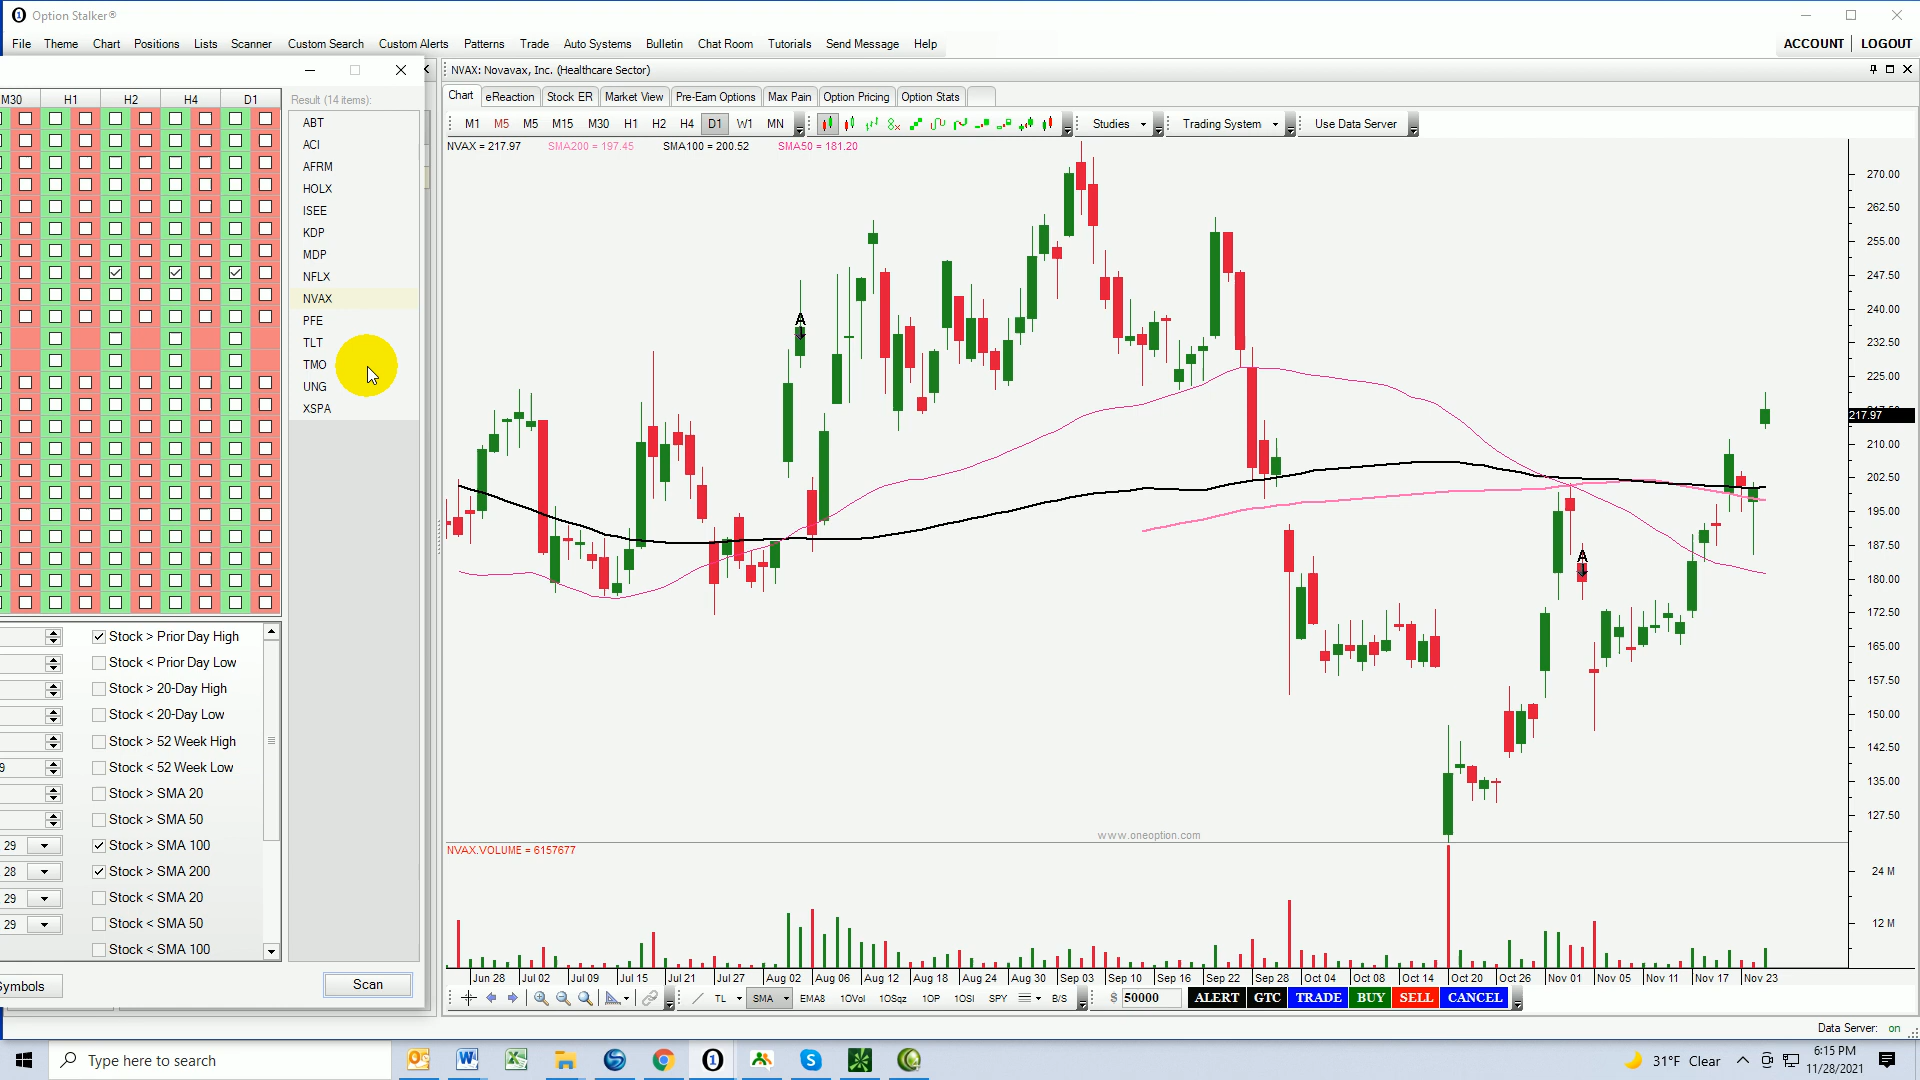 Option Stalker®
File Theme Chart Positions Lists Scanner Custom Search Custom Alerts Patterns Trade Auto Systems Bulletin Chat Room Tutorials Send Message Help
ACCOUNT LOGOUT
M30 H1 H2 H4 D1
Result (14 items):
ABT
ACI
AFRM
HOLX
ISEE
KDP
MDP
NFLX
NVAX
PFE
TLT
TMO
UNG
XSPA
Stock > Prior Day High
Stock < Prior Day Low
Stock > 20-Day High
Stock < 20-Day Low
Stock > 52 Week High
9 Stock < 52 Week Low
Stock > SMA 20
Stock > SMA 50
29 Stock > SMA 100
28 Stock > SMA 200
29 Stock < SMA 20
29 Stock < SMA 50
Stock < SMA 100
ymbols
Scan
NVAX: Novavax, Inc. (Healthcare Sector)
Chart eReaction Stock ER Market View Pre-Earn Options Max Pain Option Pricing Option Stats
M1 M5 M5 M15 M30 H1 H2 H4 D1 W1 MN Studies Trading System Use Data Server
NVAX = 217.97 SMA200 = 197.45 SMA100 = 200.52 SMA50 = 181.20
270.00
262.50
255.00
247.50
240.00
232.50
225.00
217.97
210.00
202.50
195.00
187.50
180.00
172.50
165.00
157.50
150.00
142.50
135.00
127.50
A
A
www.oneoption.com
NVAX.VOLUME = 6157677
24 M
12 M
Jun 28 Jul 02 Jul 09 Jul 15 Jul 21 Jul 27 Aug 02 Aug 06 Aug 12 Aug 18 Aug 24 Aug 30 Sep 03 Sep 10 Sep 16 Sep 22 Sep 28 Oct 04 Oct 08 Oct 14 Oct 20 Oct 26 Nov 01 Nov 05 Nov 11 Nov 17 Nov 23
TL SMA EMA8 1OVol 1OSqz 1OP 1OSI SPY B/S $ 50000 ALERT GTC TRADE BUY SELL CANCEL
Data Server: on
Type here to search
31°F Clear
6:15 PM
11/28/2021